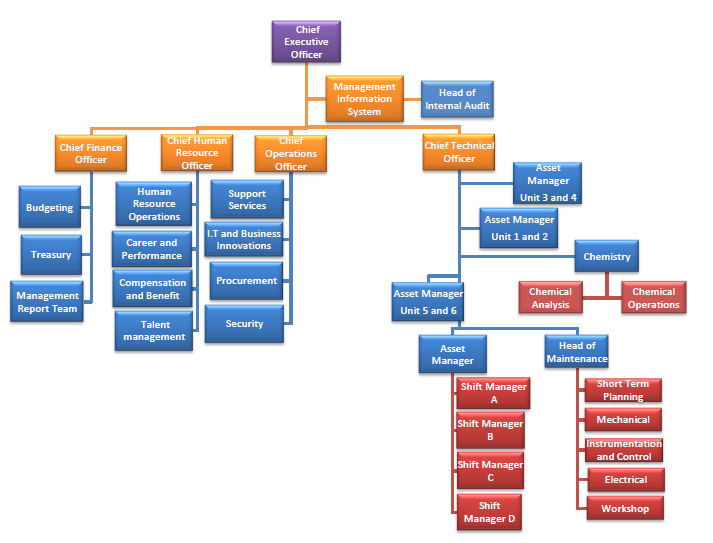 Chief
Executive
Officer
Management
Information
System
Head of
Internal Audit
Chief Finance
Officer
Chief Human
Resource
Officer
Chief
Operations
Officer
Chief Technical
Officer
Budgeting
Treasury
Management
Report Team
Human
Resource
Operations
Career and
Performance
Compensation
and Benefit
Talent
management
Support
Services
I.T and Business
Innovations
Procurement
Security
Asset
Manager
Unit 3 and 4
Asset Manager
Unit 1 and 2
Chemistry
Chemical
Analysis
Chemical
Operations
Asset Manager
Unit 5 and 6
Asset
Manager
Head of
Maintenance
Shift Manager
A
Shift Manager
B
Shift Manager
C
Shift
Manager D
Short Term
Planning
Mechanical
Instrumentation
and Control
Electrical
Workshop